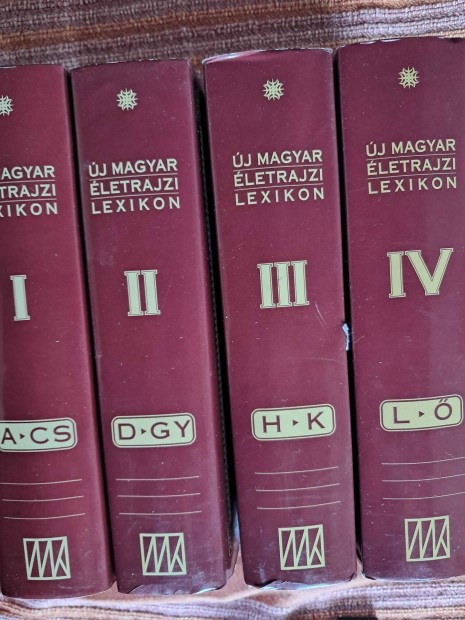 MAGYAR
ÉLETRAJZI
LEXIKON
I
A▸CS
ÚJ MAGYAR
ÉLETRAJZI
LEXIKON
II
D▸GY
ÚJ MAGYAR
ÉLETRAJZI
LEXIKON
III
H▸K
ÚJ MAGYAR
ÉLETRAJZI
LEXIKON
IV
L▸Ő